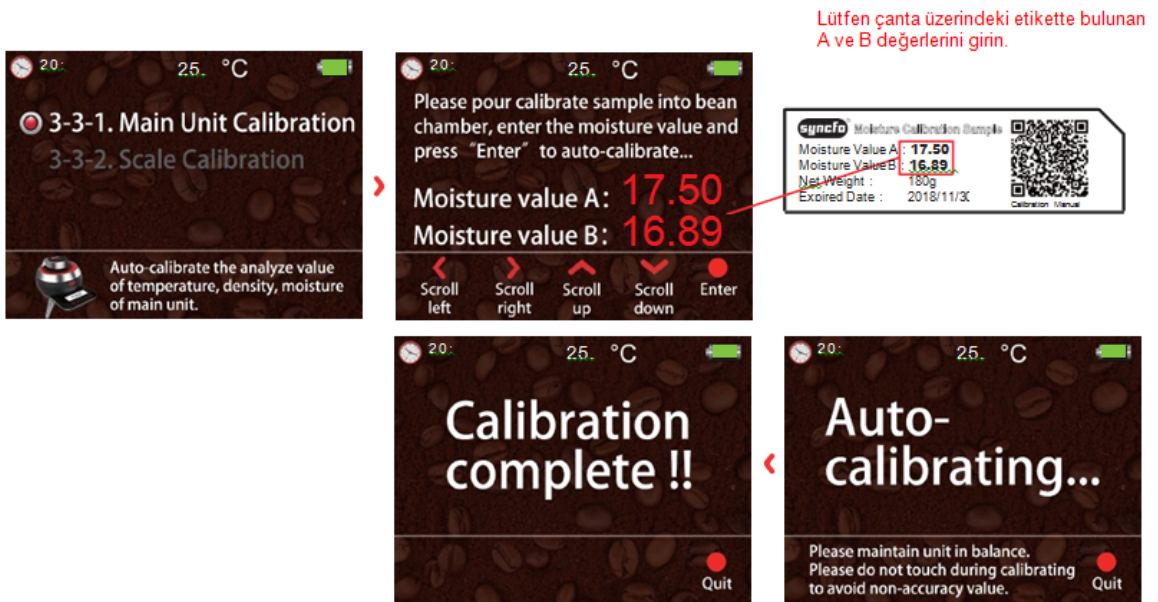 Lütfen çanta üzerindeki etikette bulunan
A ve B değerlerini girin.
20: 25. °C
3-3-1. Main Unit Calibration
3-3-2. Scale Calibration
Auto-calibrate the analyze value
of temperature, density, moisture
of main unit.
20: 25. °C
Please pour calibrate sample into bean
chamber, enter the moisture value and
press "Enter" to auto-calibrate...
Moisture value A: 17.50
Moisture value B: 16.89
Scroll left
Scroll right
Scroll up
Scroll down
Enter
syncfo Moisture Calibration Sample
Moisture Value A : 17.50
Moisture Value B : 16.89
Net Weight : 180g
Expired Date : 2018/11/30
Calibration Manual
20: 25. °C
Calibration
complete !!
Quit
20: 25. °C
Auto-
calibrating...
Please maintain unit in balance.
Please do not touch during calibrating
to avoid non-accuracy value.
Quit